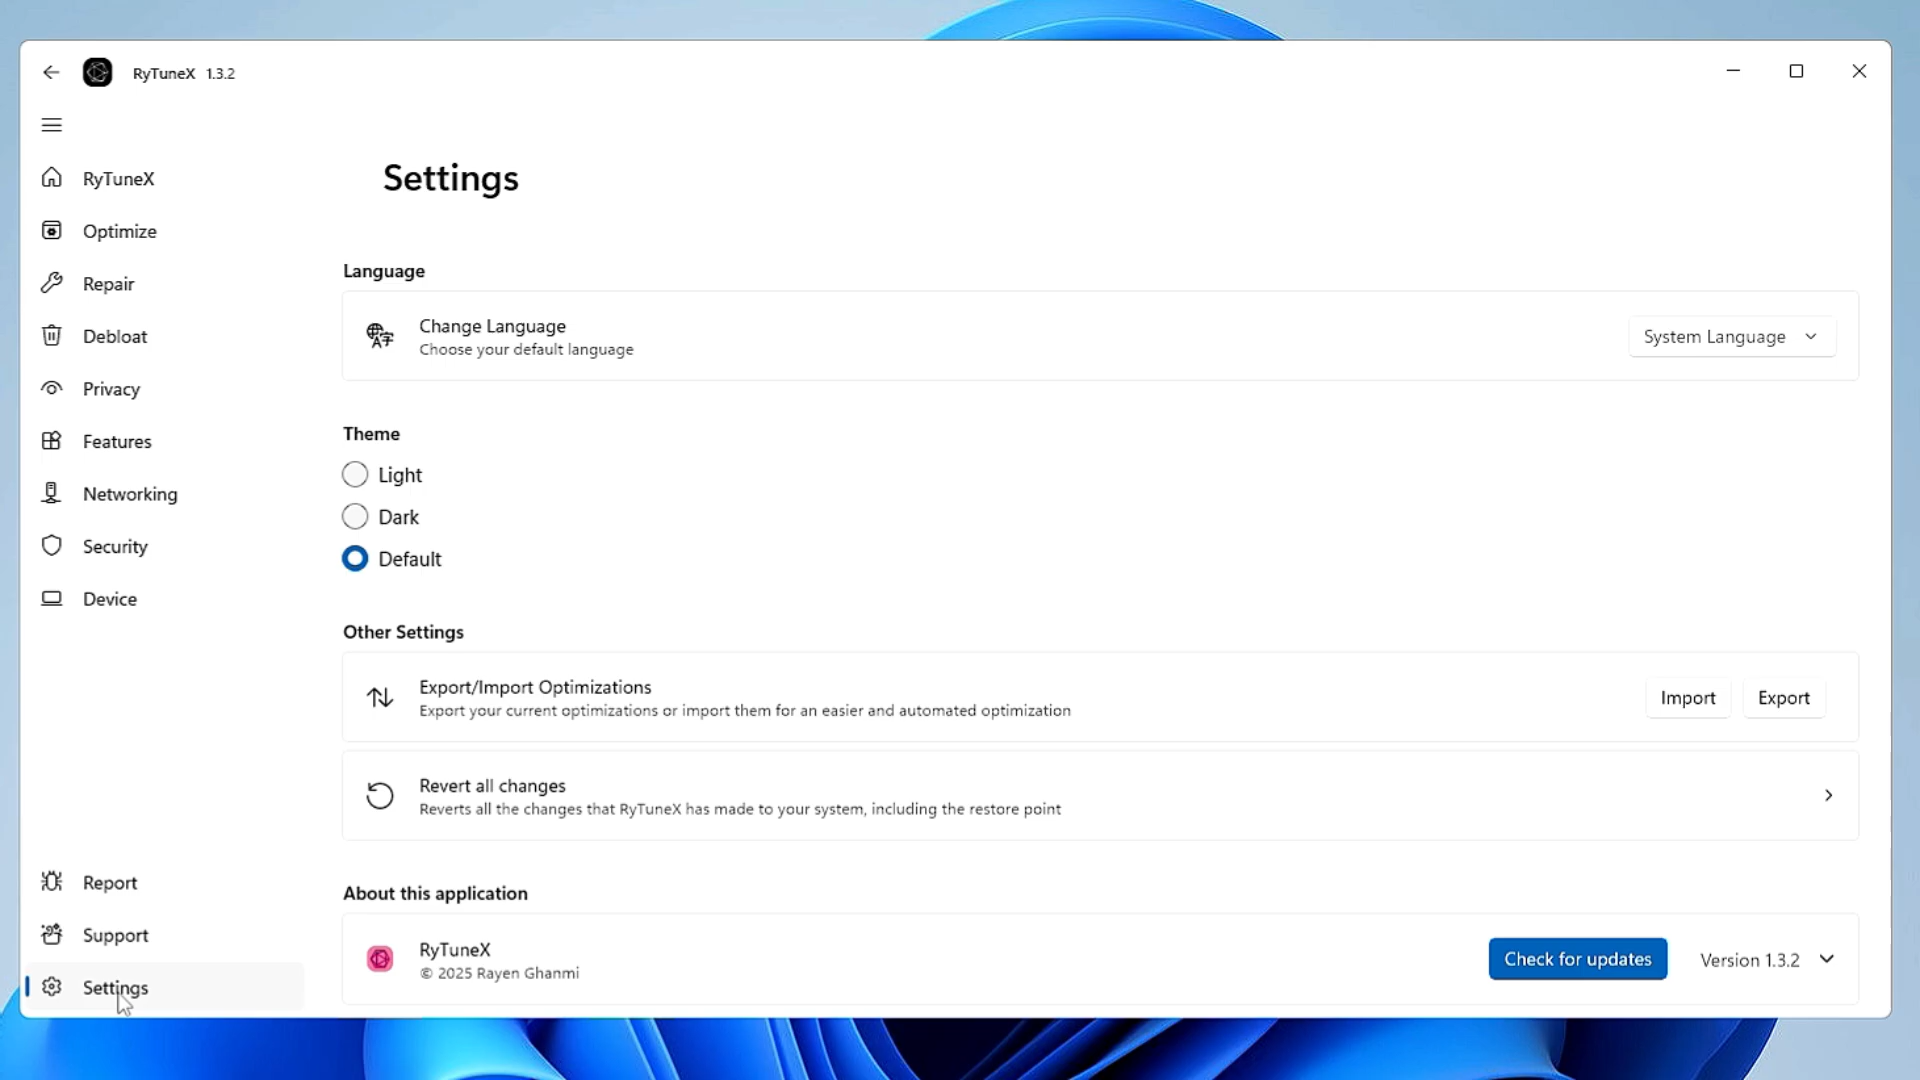 RyTuneX 1.3.2
RyTuneX
Optimize
Repair
Debloat
Privacy
Features
Networking
Security
Device
Report
Support
Settings
Settings
Language
Change Language
Choose your default language
System Language
Theme
Light
Dark
Default
Other Settings
Export/Import Optimizations
Export your current optimizations or import them for an easier and automated optimization
Import
Export
Revert all changes
Reverts all the changes that RyTuneX has made to your system, including the restore point
About this application
RyTuneX
© 2025 Rayen Ghanmi
Check for updates
Version 1.3.2